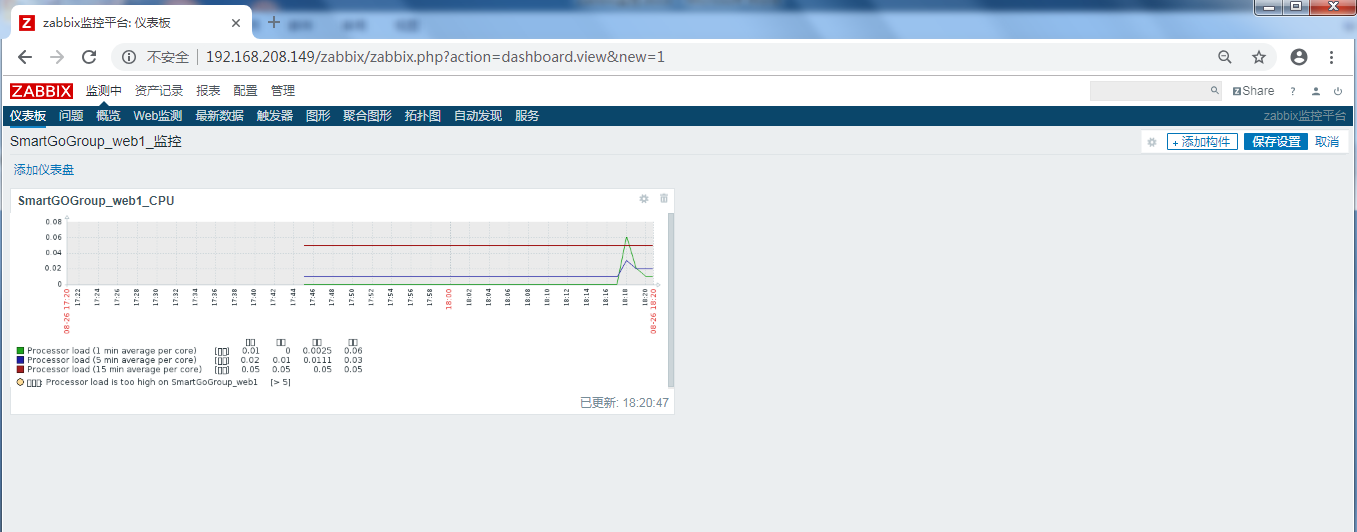 zabbix监控平台: 仪表板
不安全 192.168.208.149/zabbix/zabbix.php?action=dashboard.view&new=1
ZABBIX 监测中 资产记录 报表 配置 管理 Share ?
仪表板 问题 概览 Web监测 最新数据 触发器 图形 聚合图形 拓扑图 自动发现 服务 zabbix监控平台
SmartGoGroup_web1_监控 + 添加构件 保存设置 取消
添加仪表盘
SmartGOGroup_web1_CPU
0.08
0.06
0.04
0.02
0
08-26 17:20 17:22 17:24 17:26 17:28 17:30 17:32 17:34 17:36 17:38 17:40 17:42 17:44 17:46 17:48 17:50 17:52 17:54 17:56 17:58 18:00 18:02 18:04 18:06 18:08 18:10 18:12 18:14 18:16 18:18 18:20 08-26 18:20
Processor load (1 min average per core) 0.01 0 0.0025 0.06
Processor load (5 min average per core) 0.02 0.01 0.0111 0.03
Processor load (15 min average per core) 0.05 0.05 0.05 0.05
: Processor load is too high on SmartGoGroup_web1 [> 5]
已更新: 18:20:47